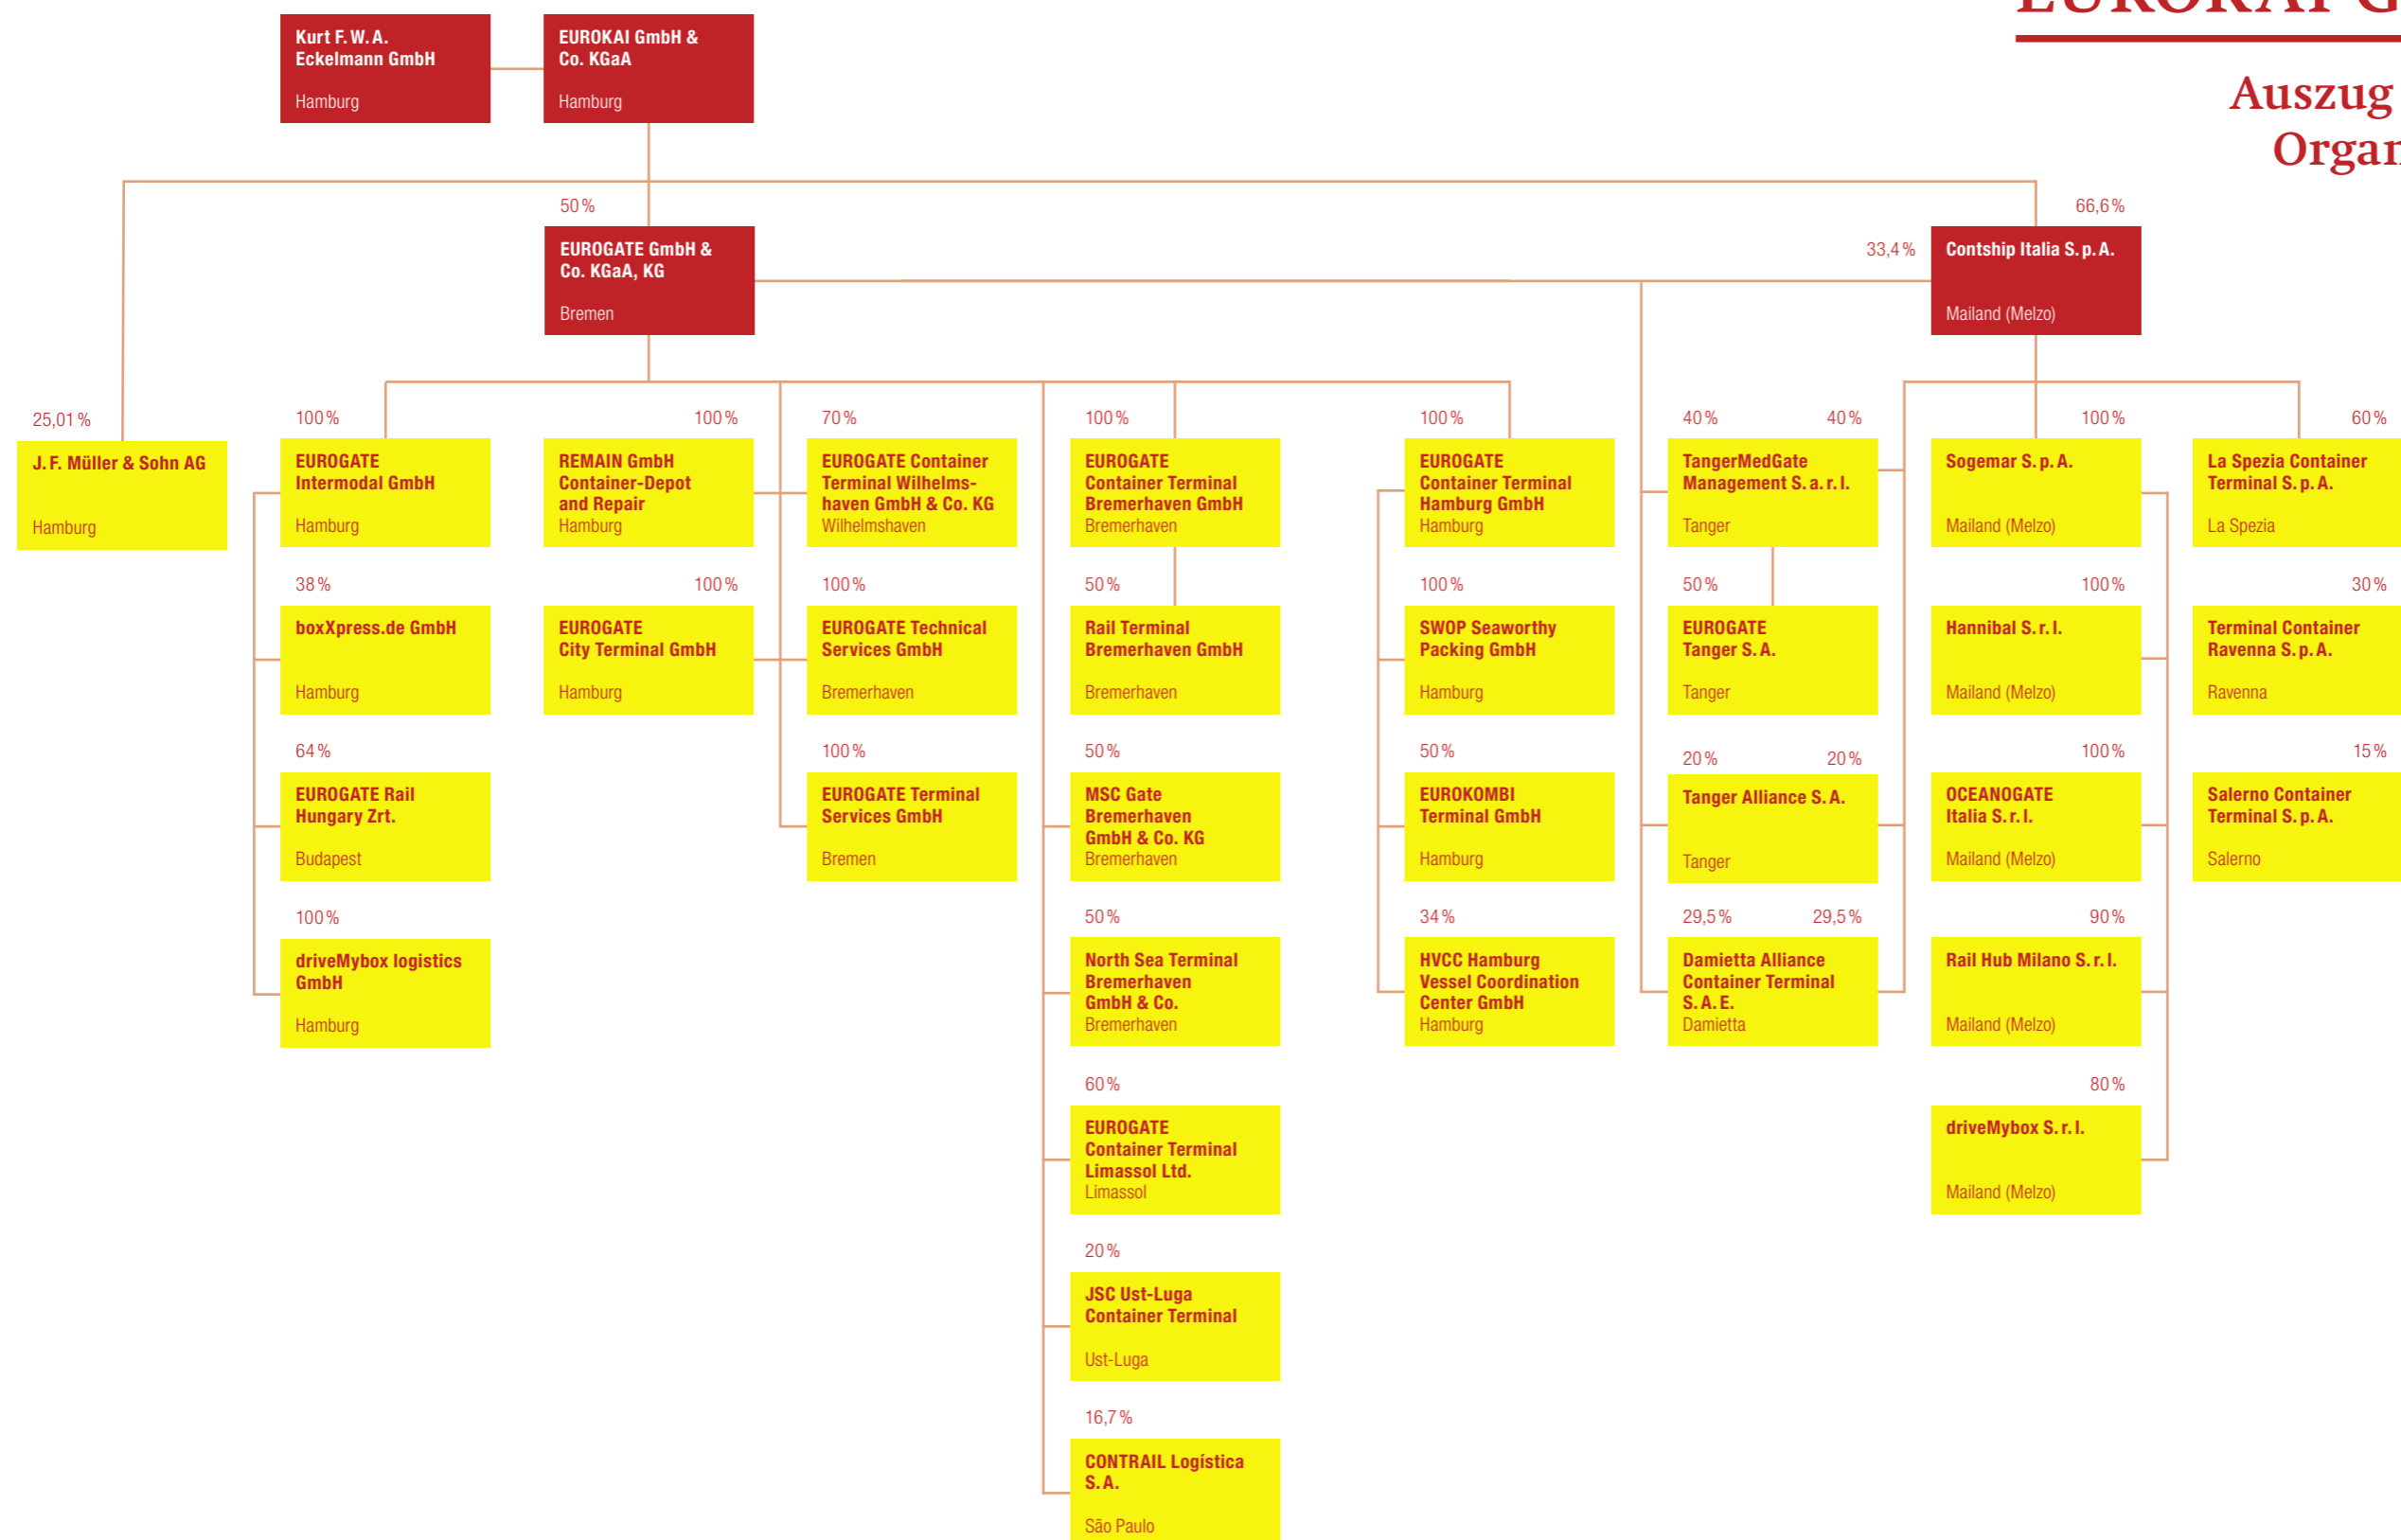 EUROKAI G
Auszug
Organ
Kurt F. W. A.
Eckelmann GmbH
Hamburg
EUROKAI GmbH &
Co. KGaA
Hamburg
50 %
EUROGATE GmbH &
Co. KGaA, KG
Bremen
66,6 %
33,4 %
Contship Italia S. p. A.
Mailand (Melzo)
25,01 %
J. F. Müller & Sohn AG
Hamburg
100 %
EUROGATE
Intermodal GmbH
Hamburg
38 %
boxXpress.de GmbH
Hamburg
64 %
EUROGATE Rail
Hungary Zrt.
Budapest
100 %
driveMybox logistics
GmbH
Hamburg
100 %
REMAIN GmbH
Container-Depot
and Repair
Hamburg
100 %
EUROGATE
City Terminal GmbH
Hamburg
70 %
EUROGATE Container
Terminal Wilhelms-
haven GmbH & Co. KG
Wilhelmshaven
100 %
EUROGATE Technical
Services GmbH
Bremerhaven
100 %
EUROGATE Terminal
Services GmbH
Bremen
100 %
EUROGATE
Container Terminal
Bremerhaven GmbH
Bremerhaven
50 %
Rail Terminal
Bremerhaven GmbH
Bremerhaven
50 %
MSC Gate
Bremerhaven
GmbH & Co. KG
Bremerhaven
50 %
North Sea Terminal
Bremerhaven
GmbH & Co.
Bremerhaven
60 %
EUROGATE
Container Terminal
Limassol Ltd.
Limassol
20 %
JSC Ust-Luga
Container Terminal
Ust-Luga
16,7 %
CONTRAIL Logística
S. A.
São Paulo
100 %
EUROGATE
Container Terminal
Hamburg GmbH
Hamburg
100 %
SWOP Seaworthy
Packing GmbH
Hamburg
50 %
EUROKOMBI
Terminal GmbH
Hamburg
34 %
HVCC Hamburg
Vessel Coordination
Center GmbH
Hamburg
40 % 40 %
TangerMedGate
Management S. a. r. l.
Tanger
50 %
EUROGATE
Tanger S. A.
Tanger
20 % 20 %
Tanger Alliance S. A.
Tanger
29,5 % 29,5 %
Damietta Alliance
Container Terminal
S. A. E.
Damietta
100 %
Sogemar S. p. A.
Mailand (Melzo)
100 %
Hannibal S. r. l.
Mailand (Melzo)
100 %
OCEANOGATE
Italia S. r. l.
Mailand (Melzo)
90 %
Rail Hub Milano S. r. l.
Mailand (Melzo)
80 %
driveMybox S. r. l.
Mailand (Melzo)
60 %
La Spezia Container
Terminal S. p. A.
La Spezia
30 %
Terminal Container
Ravenna S. p. A.
Ravenna
15 %
Salerno Container
Terminal S. p. A.
Salerno